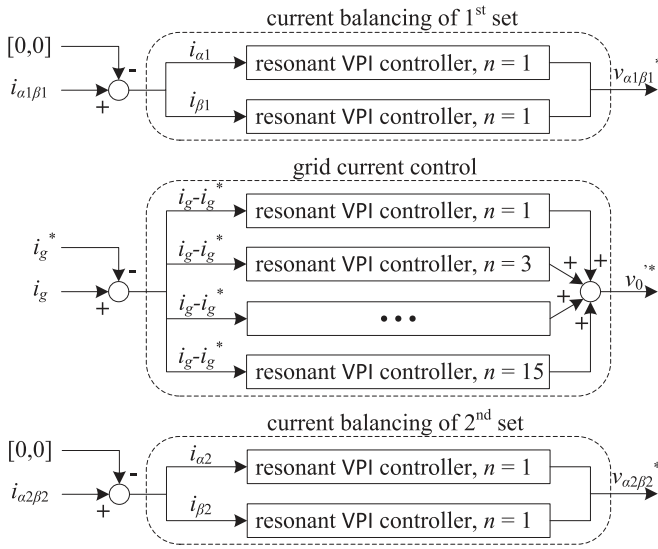 current balancing of 1st set
[0,0]
-
iα1β1
+
iα1
resonant VPI controller, n = 1
iβ1
resonant VPI controller, n = 1
vα1β1*
grid current control
ig*
-
ig
+
ig-ig*
resonant VPI controller, n = 1
ig-ig*
resonant VPI controller, n = 3
ig-ig*
•••
ig-ig*
resonant VPI controller, n = 15
+
+
+
+
v0'*
current balancing of 2nd set
[0,0]
-
iα2β2
+
iα2
resonant VPI controller, n = 1
iβ2
resonant VPI controller, n = 1
vα2β2*